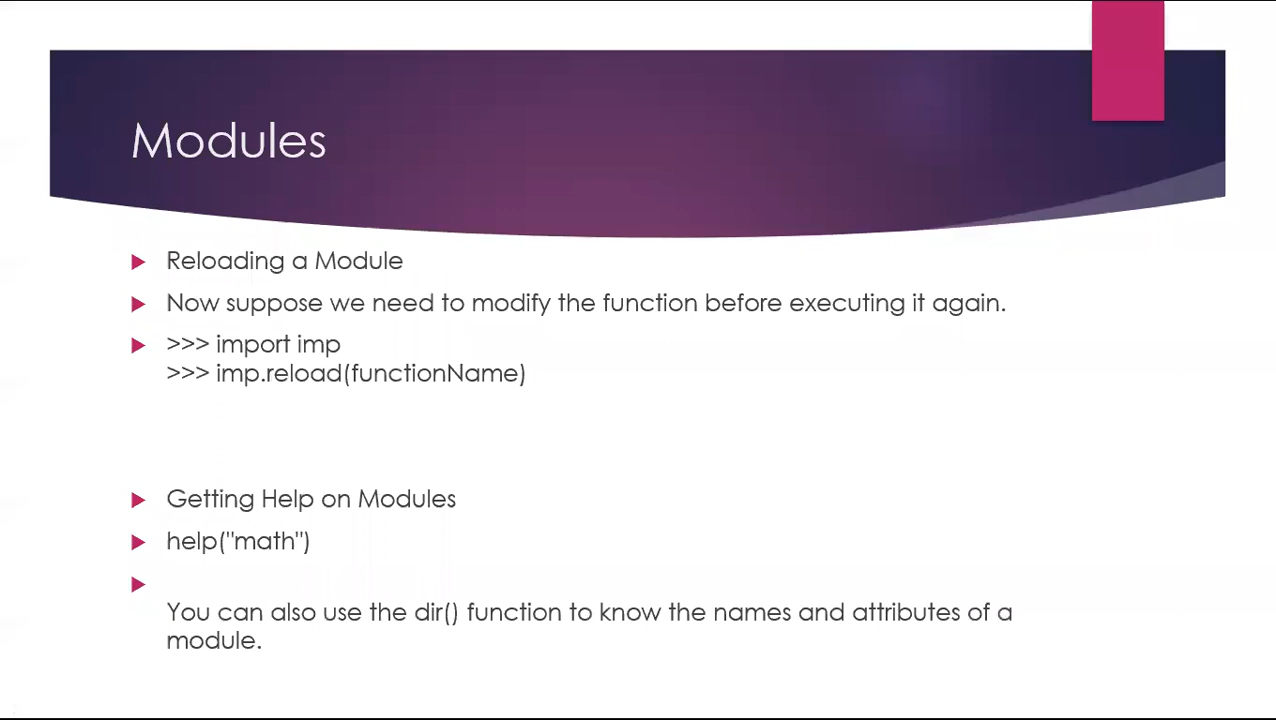 Modules
Reloading a Module
Now suppose we need to modify the function before executing it again.
>>> import imp
>>> imp.reload(functionName)
Getting Help on Modules
help("math")
You can also use the dir() function to know the names and attributes of a
module.